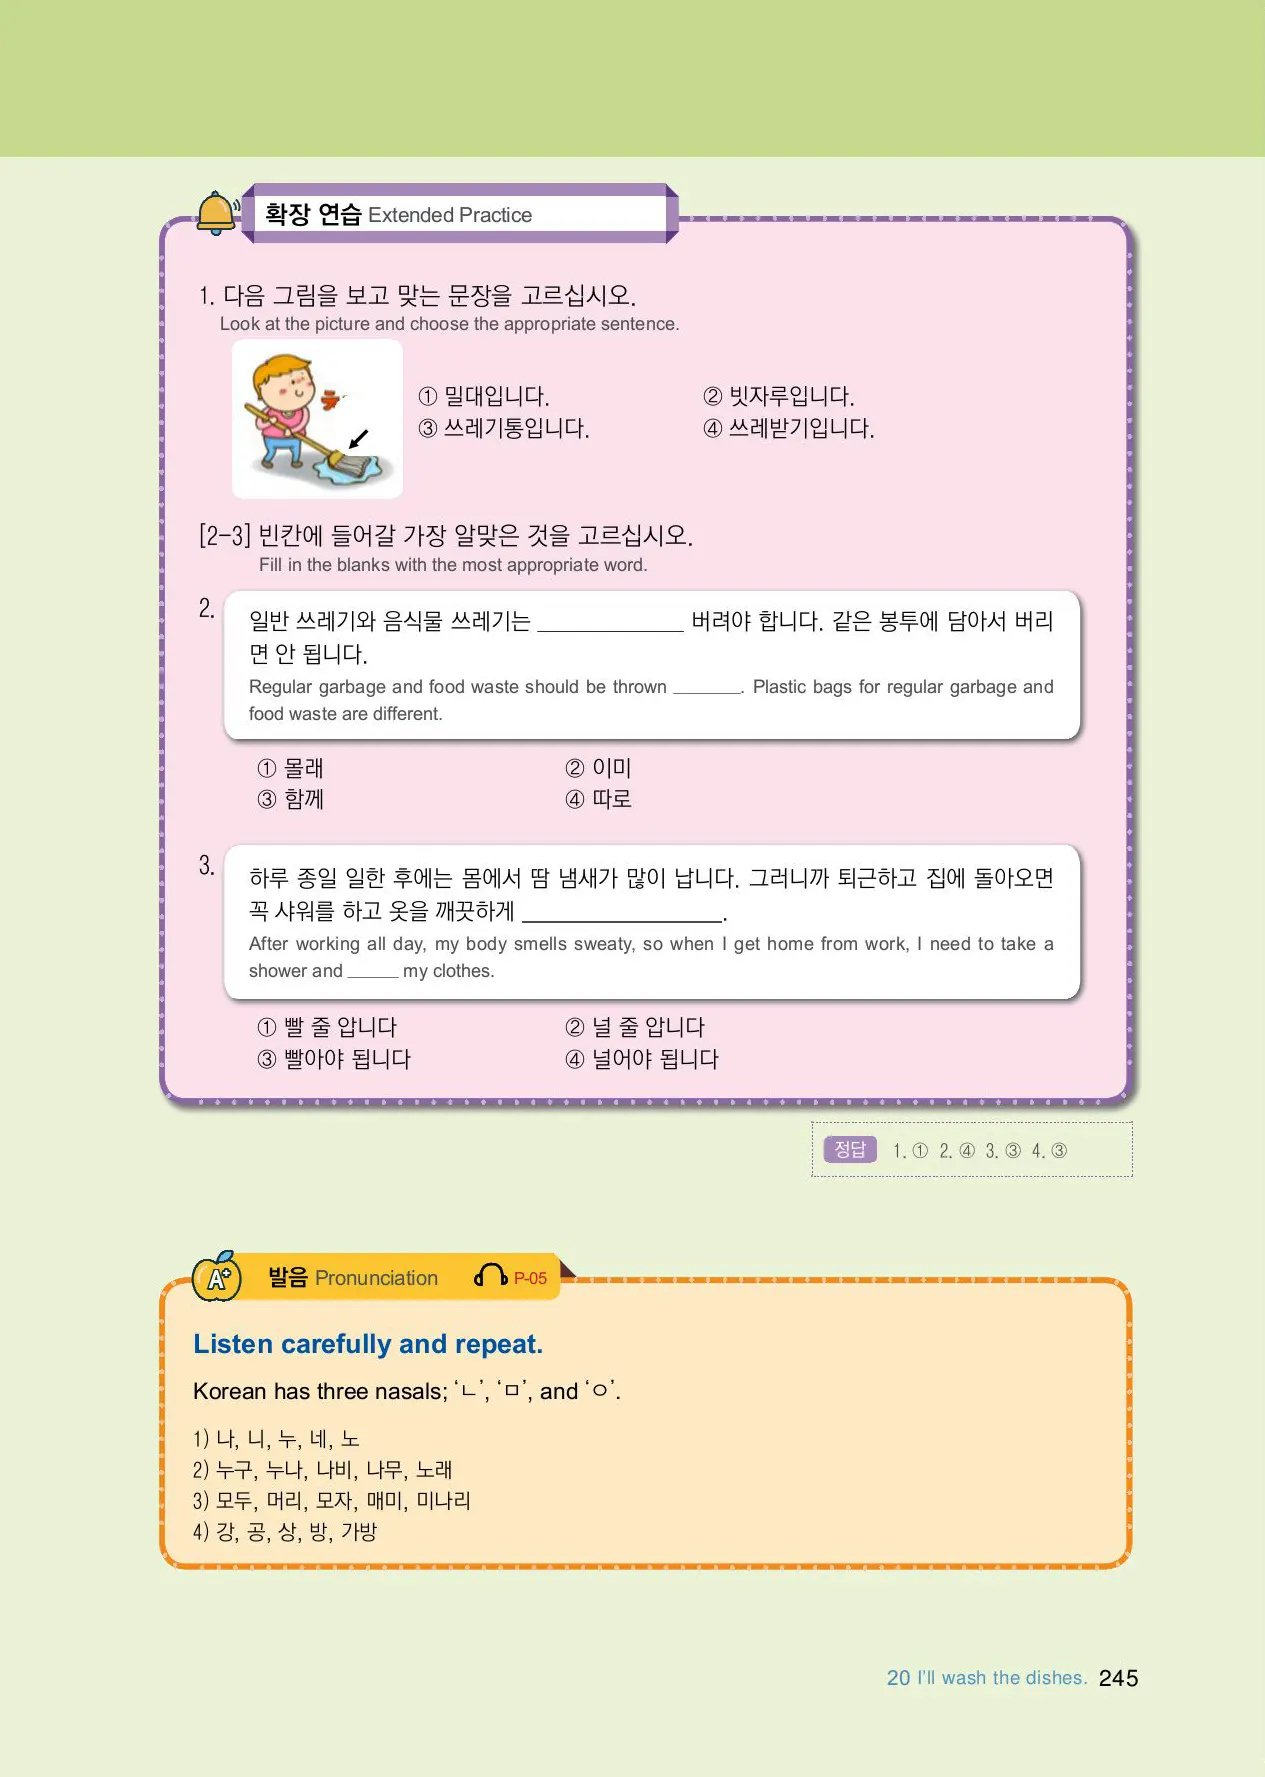 확장 연습 Extended Practice
1. 다음 그림을 보고 맞는 문장을 고르십시오.
Look at the picture and choose the appropriate sentence.
① 밀대입니다. ② 빗자루입니다.
③ 쓰레기통입니다. ④ 쓰레받기입니다.
[2-3] 빈칸에 들어갈 가장 알맞은 것을 고르십시오.
Fill in the blanks with the most appropriate word.
2.
일반 쓰레기와 음식물 쓰레기는 ____________ 버려야 합니다. 같은 봉투에 담아서 버리
면 안 됩니다.
Regular garbage and food waste should be thrown _______. Plastic bags for regular garbage and
food waste are different.
① 몰래 ② 이미
③ 함께 ④ 따로
3.
하루 종일 일한 후에는 몸에서 땀 냄새가 많이 납니다. 그러니까 퇴근하고 집에 돌아오면
꼭 샤워를 하고 옷을 깨끗하게 ________________.
After working all day, my body smells sweaty, so when I get home from work, I need to take a
shower and _____ my clothes.
① 빨 줄 압니다 ② 널 줄 압니다
③ 빨아야 됩니다 ④ 널어야 됩니다
정답 1. ① 2. ④ 3. ③ 4. ③
A+ 발음 Pronunciation P-05
Listen carefully and repeat.
Korean has three nasals; ‘ㄴ’, ‘ㅁ’, and ‘ㅇ’.
1) 나, 니, 누, 네, 노
2) 누구, 누나, 나비, 나무, 노래
3) 모두, 머리, 모자, 매미, 미나리
4) 강, 공, 상, 방, 가방
20 I’ll wash the dishes. 245